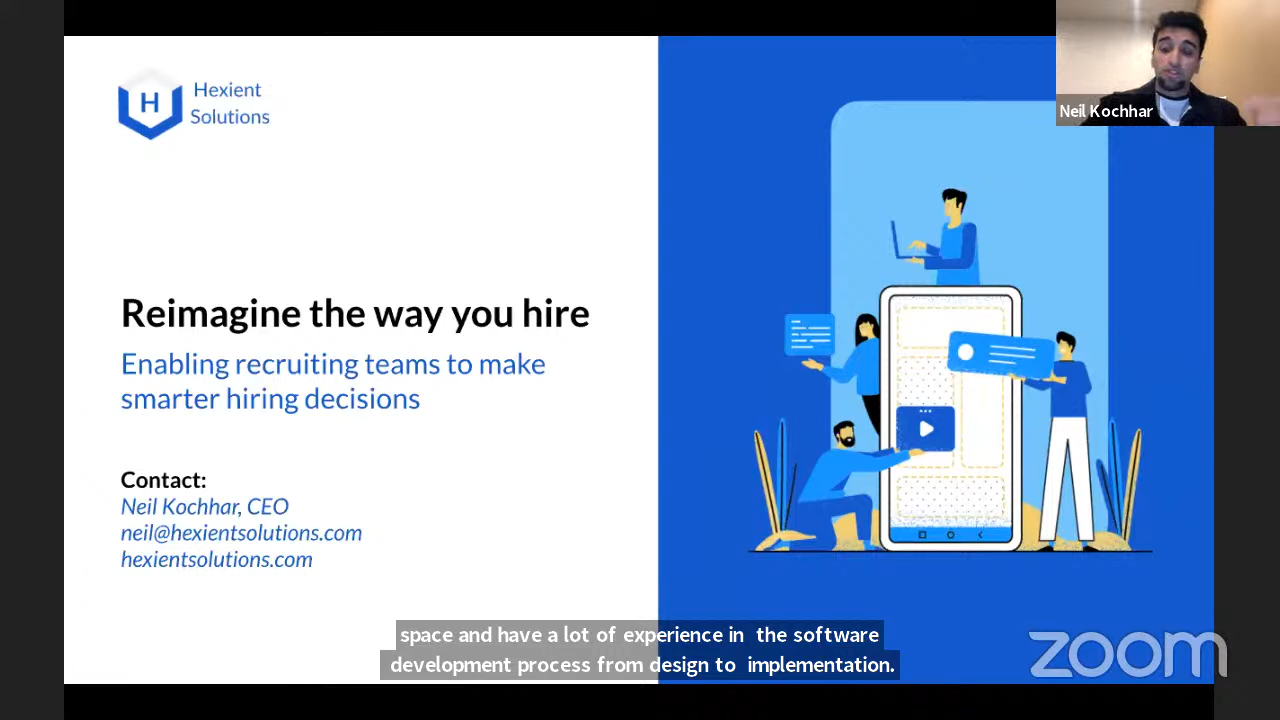 Hexient
Solutions
H
Neil Kochhar
Reimagine the way you hire
Enabling recruiting teams to make
smarter hiring decisions
Contact:
Neil Kochhar, CEO
neil@hexientsolutions.com
hexientsolutions.com
space and have a lot of experience in the software
development process from design to implementation.
zoom